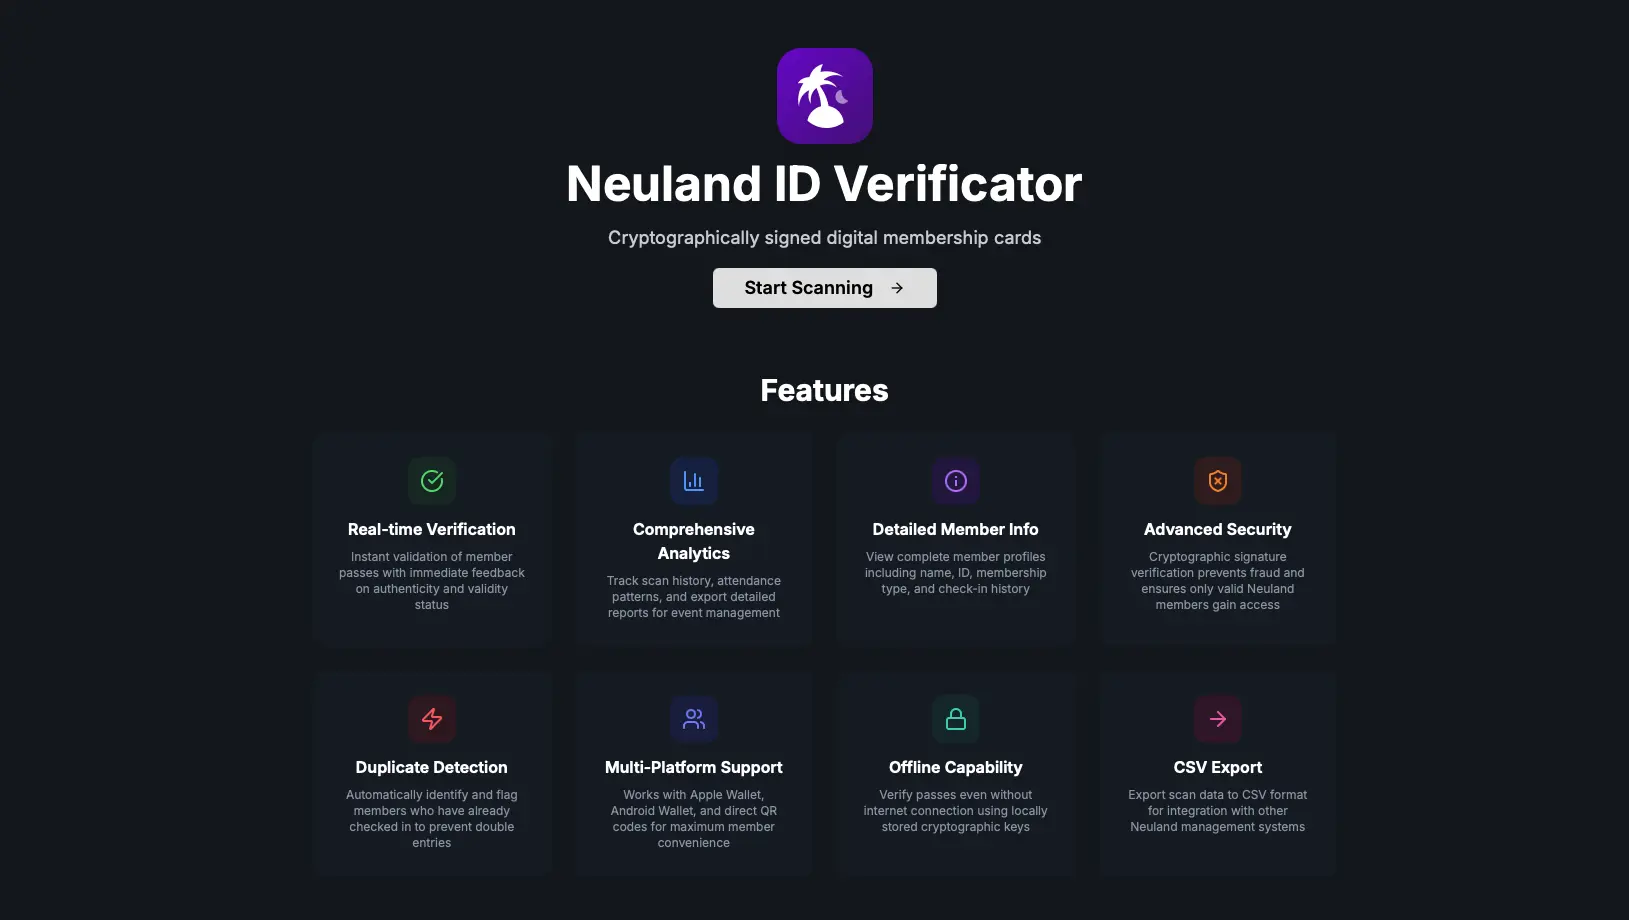 Neuland ID Verificator
Cryptographically signed digital membership cards
Start Scanning
Features
Real-time Verification
Instant validation of member
passes with immediate feedback
on authenticity and validity
status
Comprehensive
Analytics
Track scan history, attendance
patterns, and export detailed
reports for event management
Detailed Member Info
View complete member profiles
including name, ID, membership
type, and check-in history
Advanced Security
Cryptographic signature
verification prevents fraud and
ensures only valid Neuland
members gain access
Duplicate Detection
Automatically identify and flag
members who have already
checked in to prevent double
entries
Multi-Platform Support
Works with Apple Wallet,
Android Wallet, and direct QR
codes for maximum member
convenience
Offline Capability
Verify passes even without
internet connection using locally
stored cryptographic keys
CSV Export
Export scan data to CSV format
for integration with other
Neuland management systems